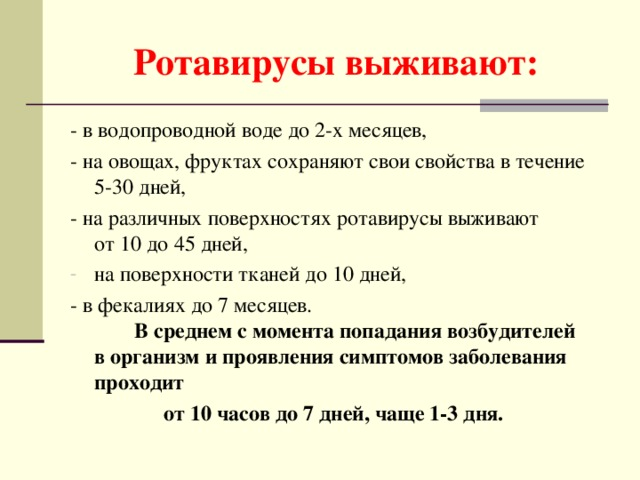 Ротавирусы выживают:
- в водопроводной воде до 2-х месяцев,
- на овощах, фруктах сохраняют свои свойства в течение
5-30 дней,
- на различных поверхностях ротавирусы выживают
от 10 до 45 дней,
- на поверхности тканей до 10 дней,
- в фекалиях до 7 месяцев.
В среднем с момента попадания возбудителей
в организм и проявления симптомов заболевания
проходит
от 10 часов до 7 дней, чаще 1-3 дня.